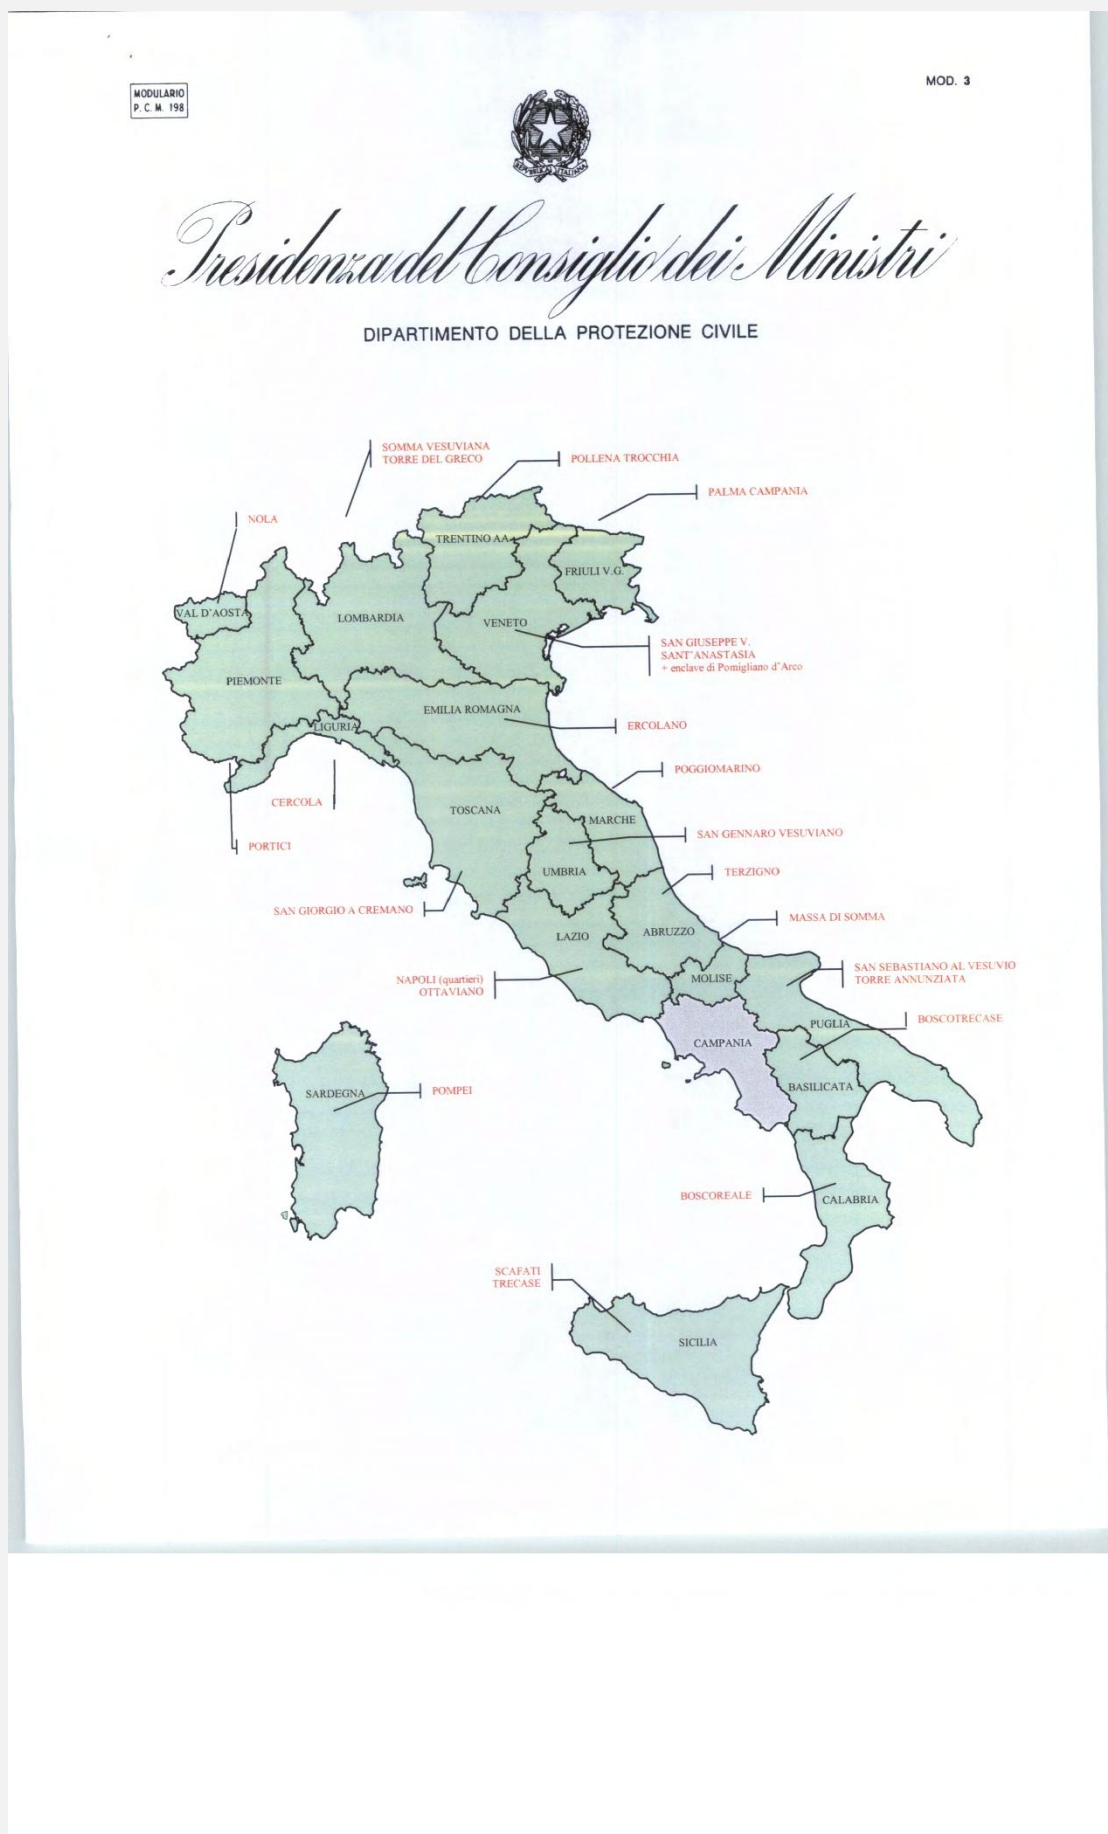 MODULARIO
P. C. M. 198
MOD. 3
REPVBBLICA ITALIANA
Presidenza del Consiglio dei Ministri
DIPARTIMENTO DELLA PROTEZIONE CIVILE
SOMMA VESUVIANA
TORRE DEL GRECO
POLLENA TROCCHIA
PALMA CAMPANIA
NOLA
TRENTINO AA
FRIULI V.G.
VAL D'AOSTA
LOMBARDIA
VENETO
SAN GIUSEPPE V.
SANT'ANASTASIA
+ enclave di Pomigliano d'Arco
PIEMONTE
EMILIA ROMAGNA
LIGURIA
ERCOLANO
POGGIOMARINO
CERCOLA
TOSCANA
MARCHE
SAN GENNARO VESUVIANO
PORTICI
UMBRIA
TERZIGNO
SAN GIORGIO A CREMANO
MASSA DI SOMMA
LAZIO
ABRUZZO
NAPOLI (quartieri)
OTTAVIANO
MOLISE
SAN SEBASTIANO AL VESUVIO
TORRE ANNUNZIATA
PUGLIA
BOSCOTRECASE
CAMPANIA
BASILICATA
SARDEGNA
POMPEI
BOSCOREALE
CALABRIA
SCAFATI
TRECASE
SICILIA